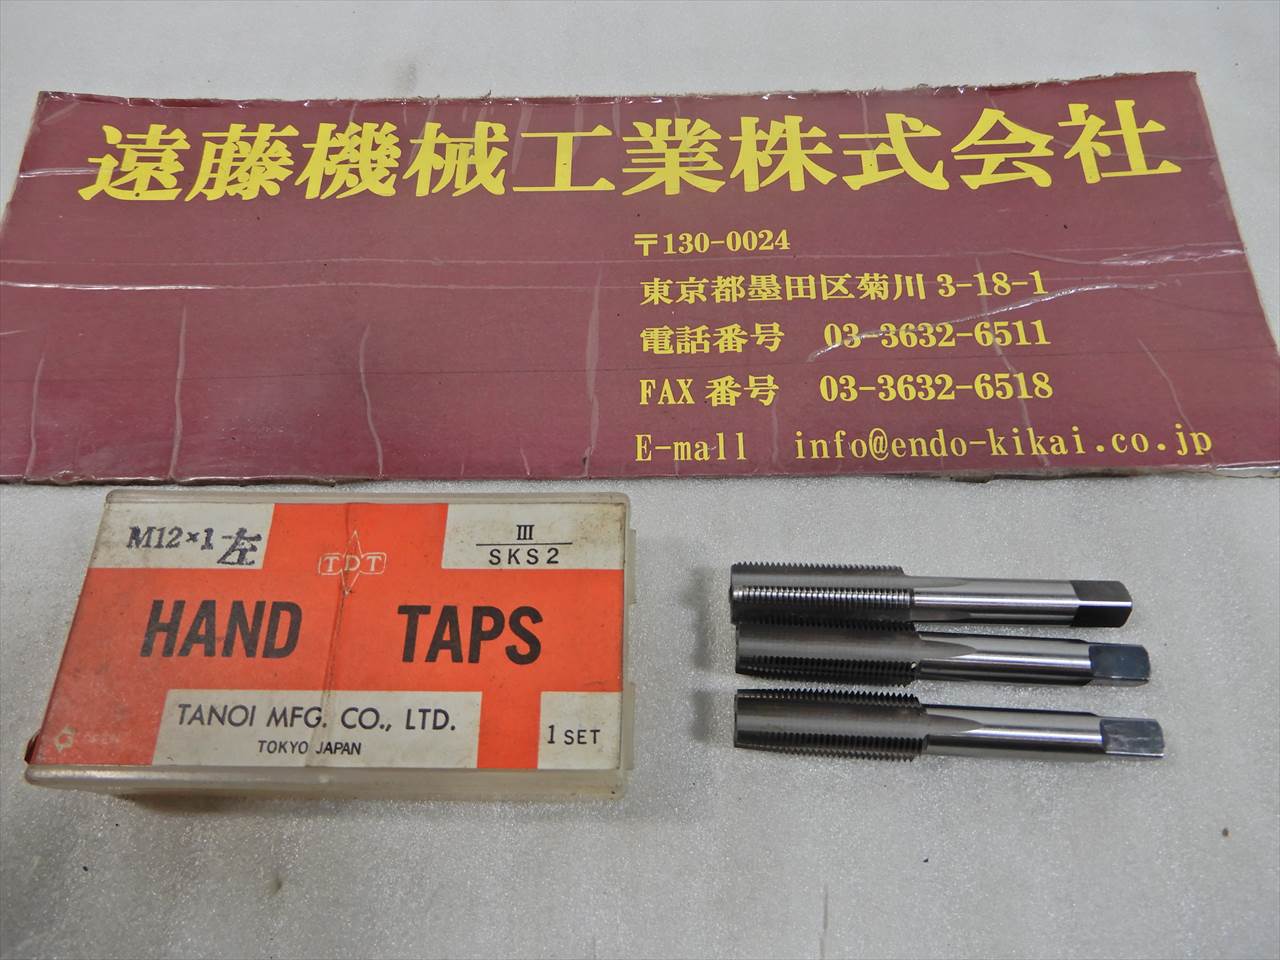 遠藤機械工業株式会社
〒130-0024
東京都墨田区菊川 3-18-1
電話番号 03-3632-6511
FAX 番号 03-3632-6518
E-mall info@endo-kikai.co.jp
M12×1 左
III
SKS2
TDT
HAND TAPS
TANOI MFG. CO., LTD.
TOKYO JAPAN
1 SET